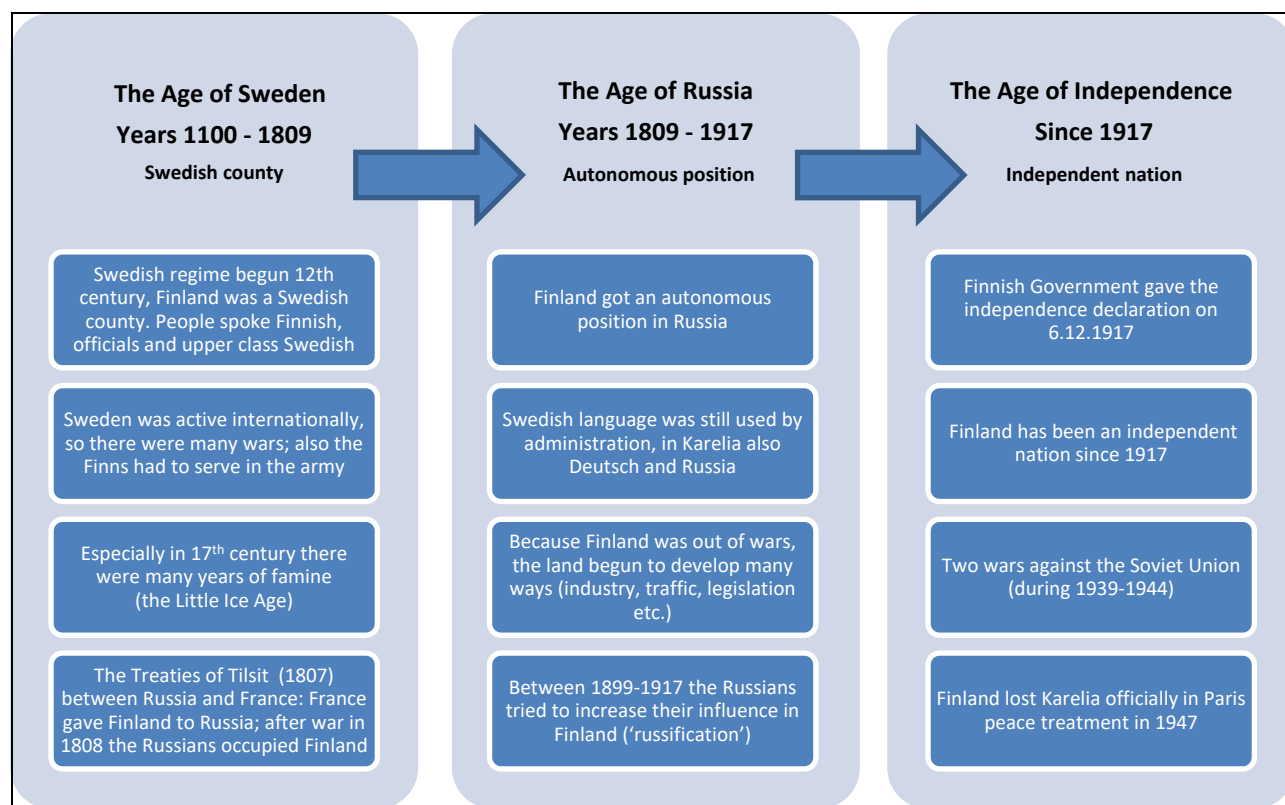 The Age of Sweden
Years 1100 - 1809
Swedish county
Swedish regime begun 12th
century, Finland was a Swedish
county. People spoke Finnish,
officials and upper class Swedish
Sweden was active internationally,
so there were many wars; also the
Finns had to serve in the army
Especially in 17th century there
were many years of famine
(the Little Ice Age)
The Treaties of Tilsit (1807)
between Russia and France: France
gave Finland to Russia; after war in
1808 the Russians occupied Finland
The Age of Russia
Years 1809 - 1917
Autonomous position
Finland got an autonomous
position in Russia
Swedish language was still used by
administration, in Karelia also
Deutsch and Russia
Because Finland was out of wars,
the land begun to develop many
ways (industry, traffic, legislation
etc.)
Between 1899-1917 the Russians
tried to increase their influence in
Finland (‘russification’)
The Age of Independence
Since 1917
Independent nation
Finnish Government gave the
independence declaration on
6.12.1917
Finland has been an independent
nation since 1917
Two wars against the Soviet Union
(during 1939-1944)
Finland lost Karelia officially in Paris
peace treatment in 1947